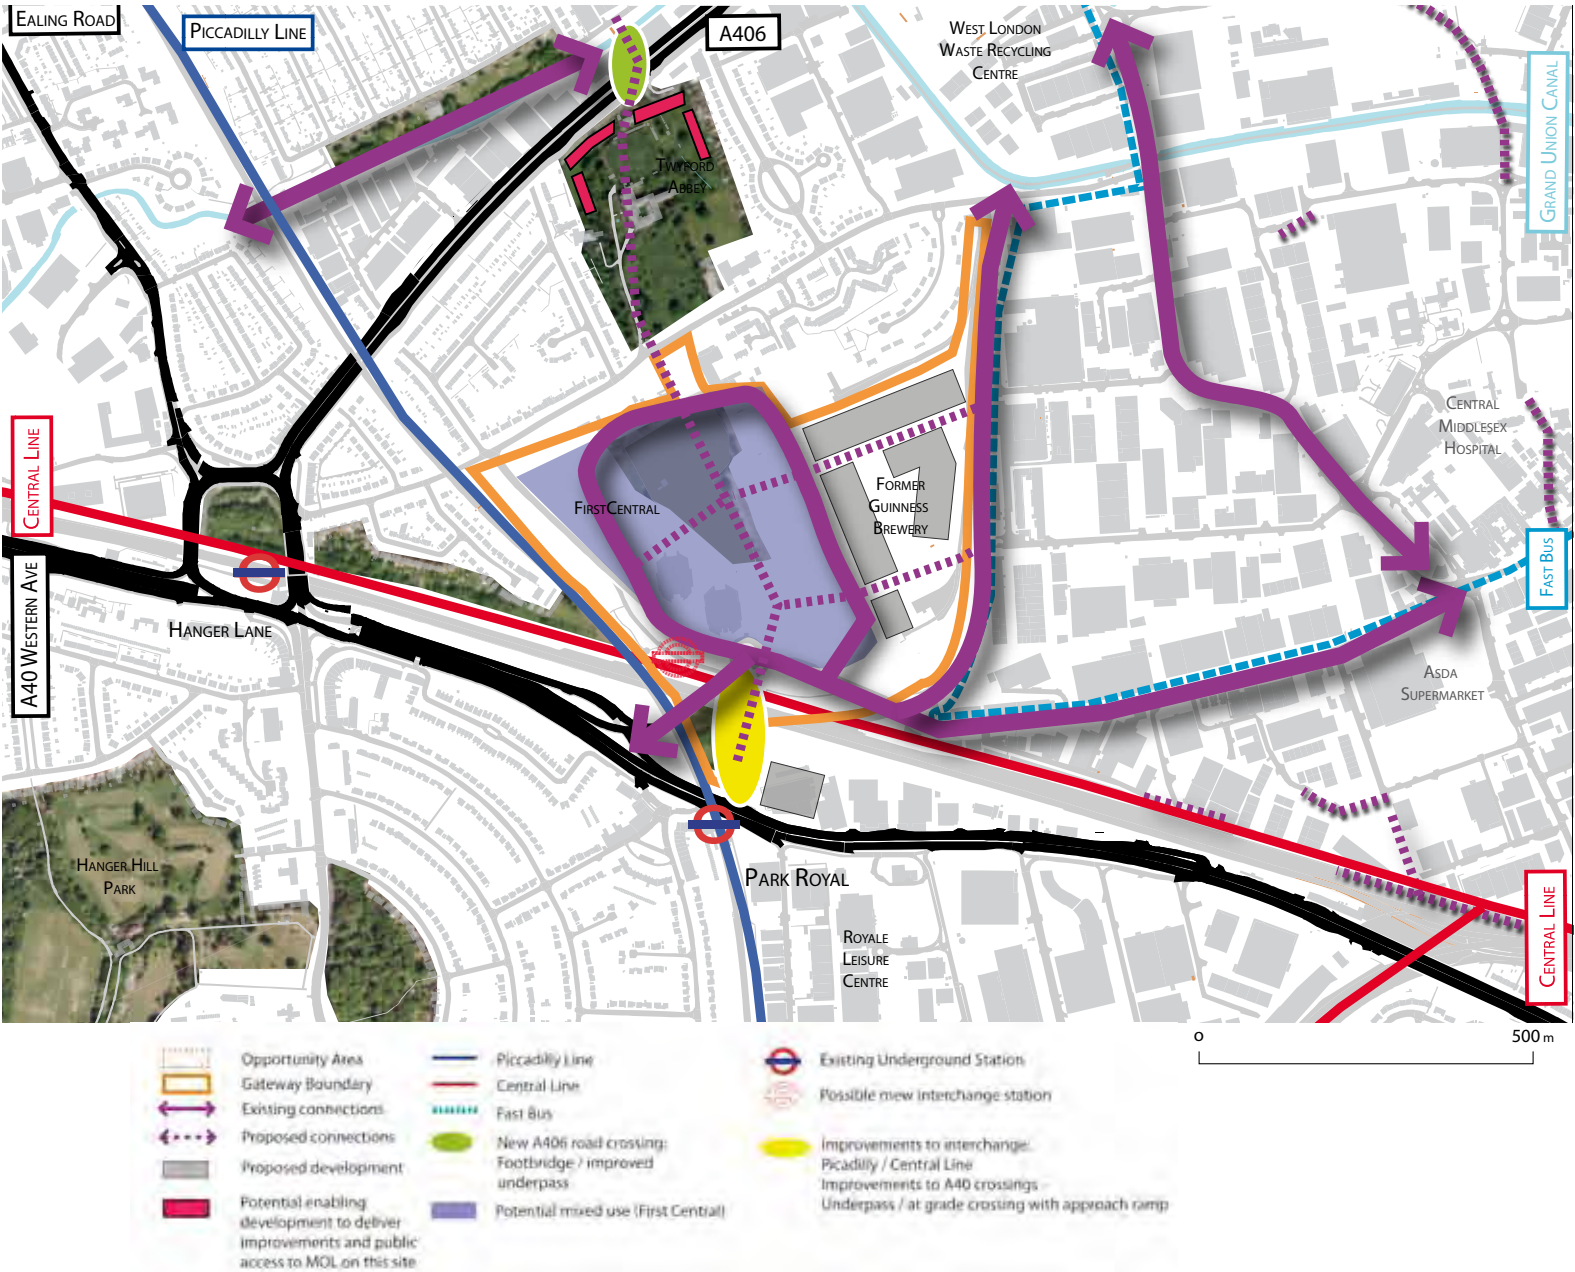 Ealing Road
Piccadilly Line
A406
West London
Waste Recycling
Centre
Grand Union Canal
Twyford
Abbey
Central Line
Central
Middlesex
Hospital
FirstCentral
Former
Guinness
Brewery
Fast Bus
A40 Western Ave
Hanger Lane
Asda
Supermarket
Hanger Hill
Park
Park Royal
Royale
Leisure
Centre
Central Line
0 500 m
Opportunity Area
Gateway Boundary
Existing connections
Proposed connections
Proposed development
Potential enabling
development to deliver
improvements and public
access to MOL on this site
Piccadilly Line
Central Line
Fast Bus
New A406 road crossing:
Footbridge / improved
underpass
Potential mixed use (First Central)
Existing Underground Station
Possible mew interchange station
Improvements to interchange:
Picadilly / Central Line
Improvements to A40 crossings
Underpass / at grade crossing with approach ramp